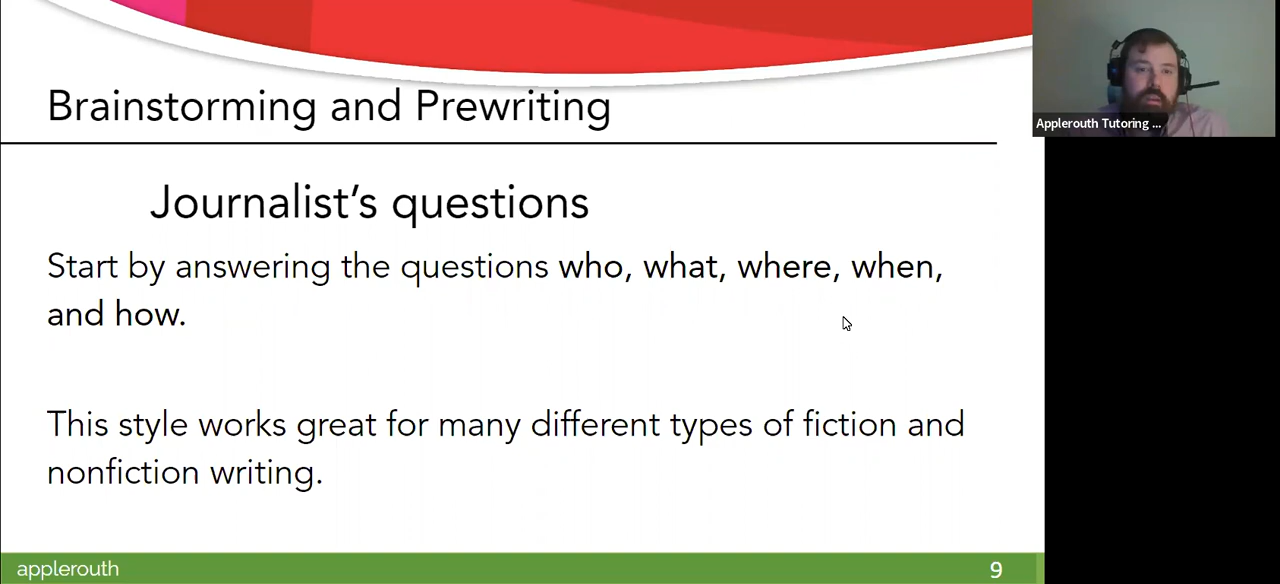 Brainstorming and Prewriting
Applerouth Tutoring ...
Journalist’s questions
Start by answering the questions who, what, where, when,
and how.
This style works great for many different types of fiction and
nonfiction writing.
applerouth
9